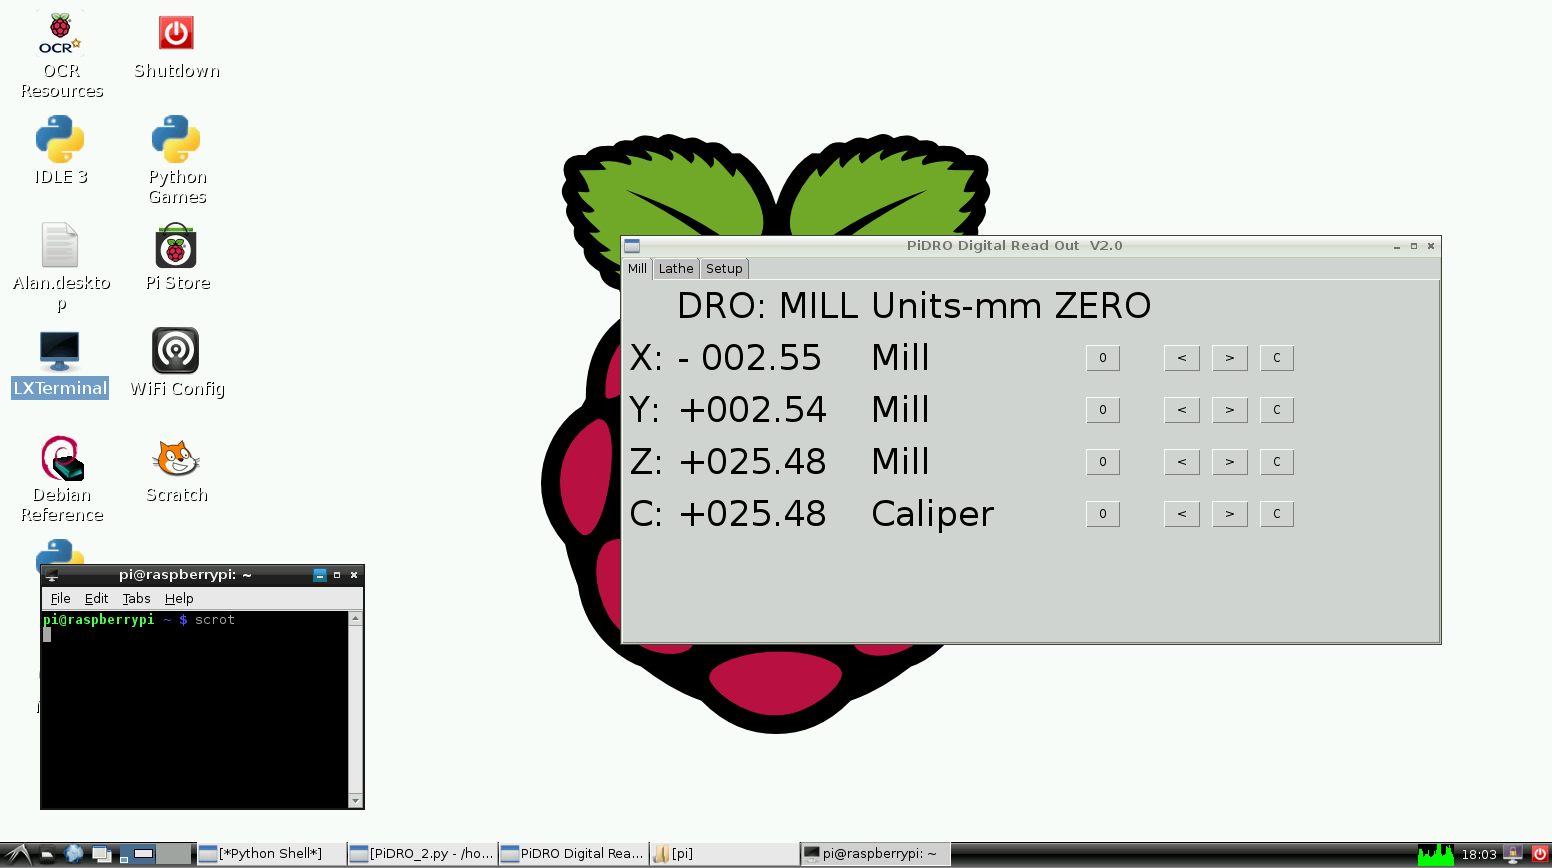 OCR
OCR
Resources
Shutdown
IDLE 3
Python
Games
Alan.deskto
p
Pi Store
LXTerminal
WiFi Config
Debian
Reference
Scratch
PiDRO Digital Read Out V2.0
Mill Lathe Setup
DRO: MILL Units-mm ZERO
X: - 002.55 Mill 0 < > C
Y: +002.54 Mill 0 < > C
Z: +025.48 Mill 0 < > C
C: +025.48 Caliper 0 < > C
pi@raspberrypi: ~
File Edit Tabs Help
pi@raspberrypi ~ $ scrot
[*Python Shell*]
[PiDRO_2.py - /ho...
PiDRO Digital Rea...
[pi]
pi@raspberrypi: ~
18:03